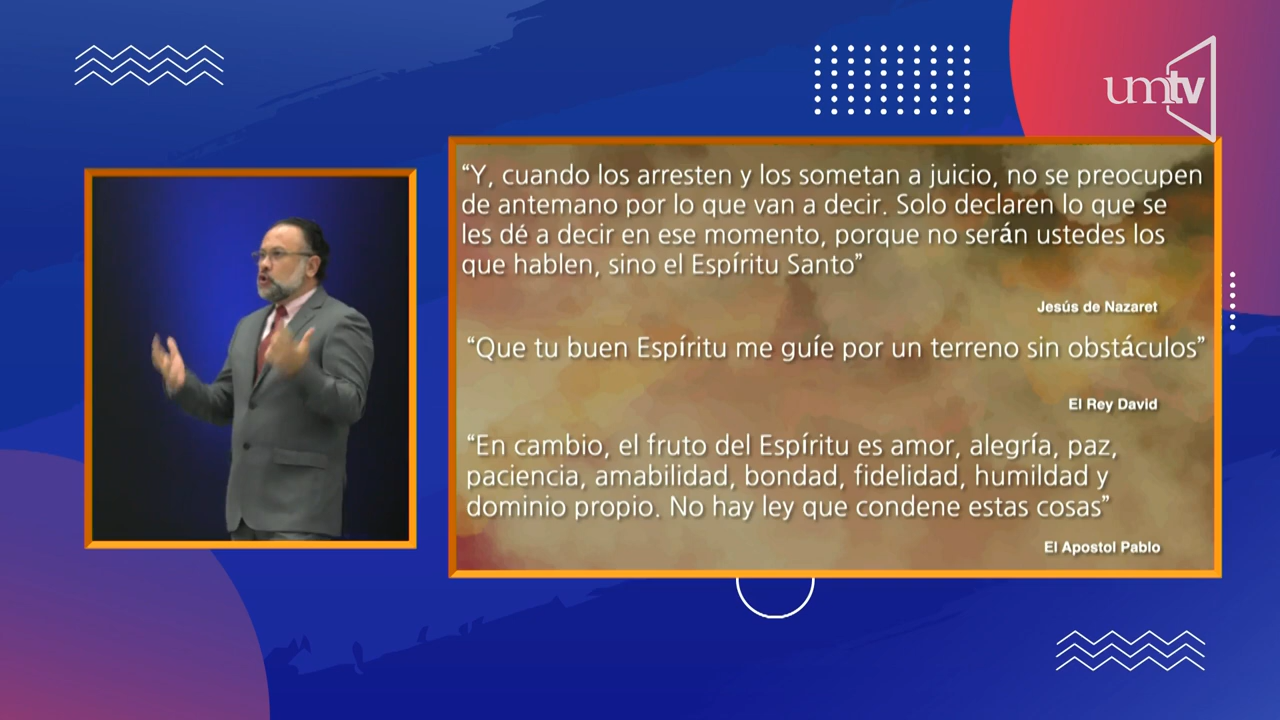 umtv
“Y, cuando los arresten y los sometan a juicio, no se preocupen
de antemano por lo que van a decir. Solo declaren lo que se
les dé a decir en ese momento, porque no serán ustedes los
que hablen, sino el Espíritu Santo”
Jesús de Nazaret
“Que tu buen Espíritu me guíe por un terreno sin obstáculos”
El Rey David
“En cambio, el fruto del Espíritu es amor, alegría, paz,
paciencia, amabilidad, bondad, fidelidad, humildad y
dominio propio. No hay ley que condene estas cosas”
El Apostol Pablo